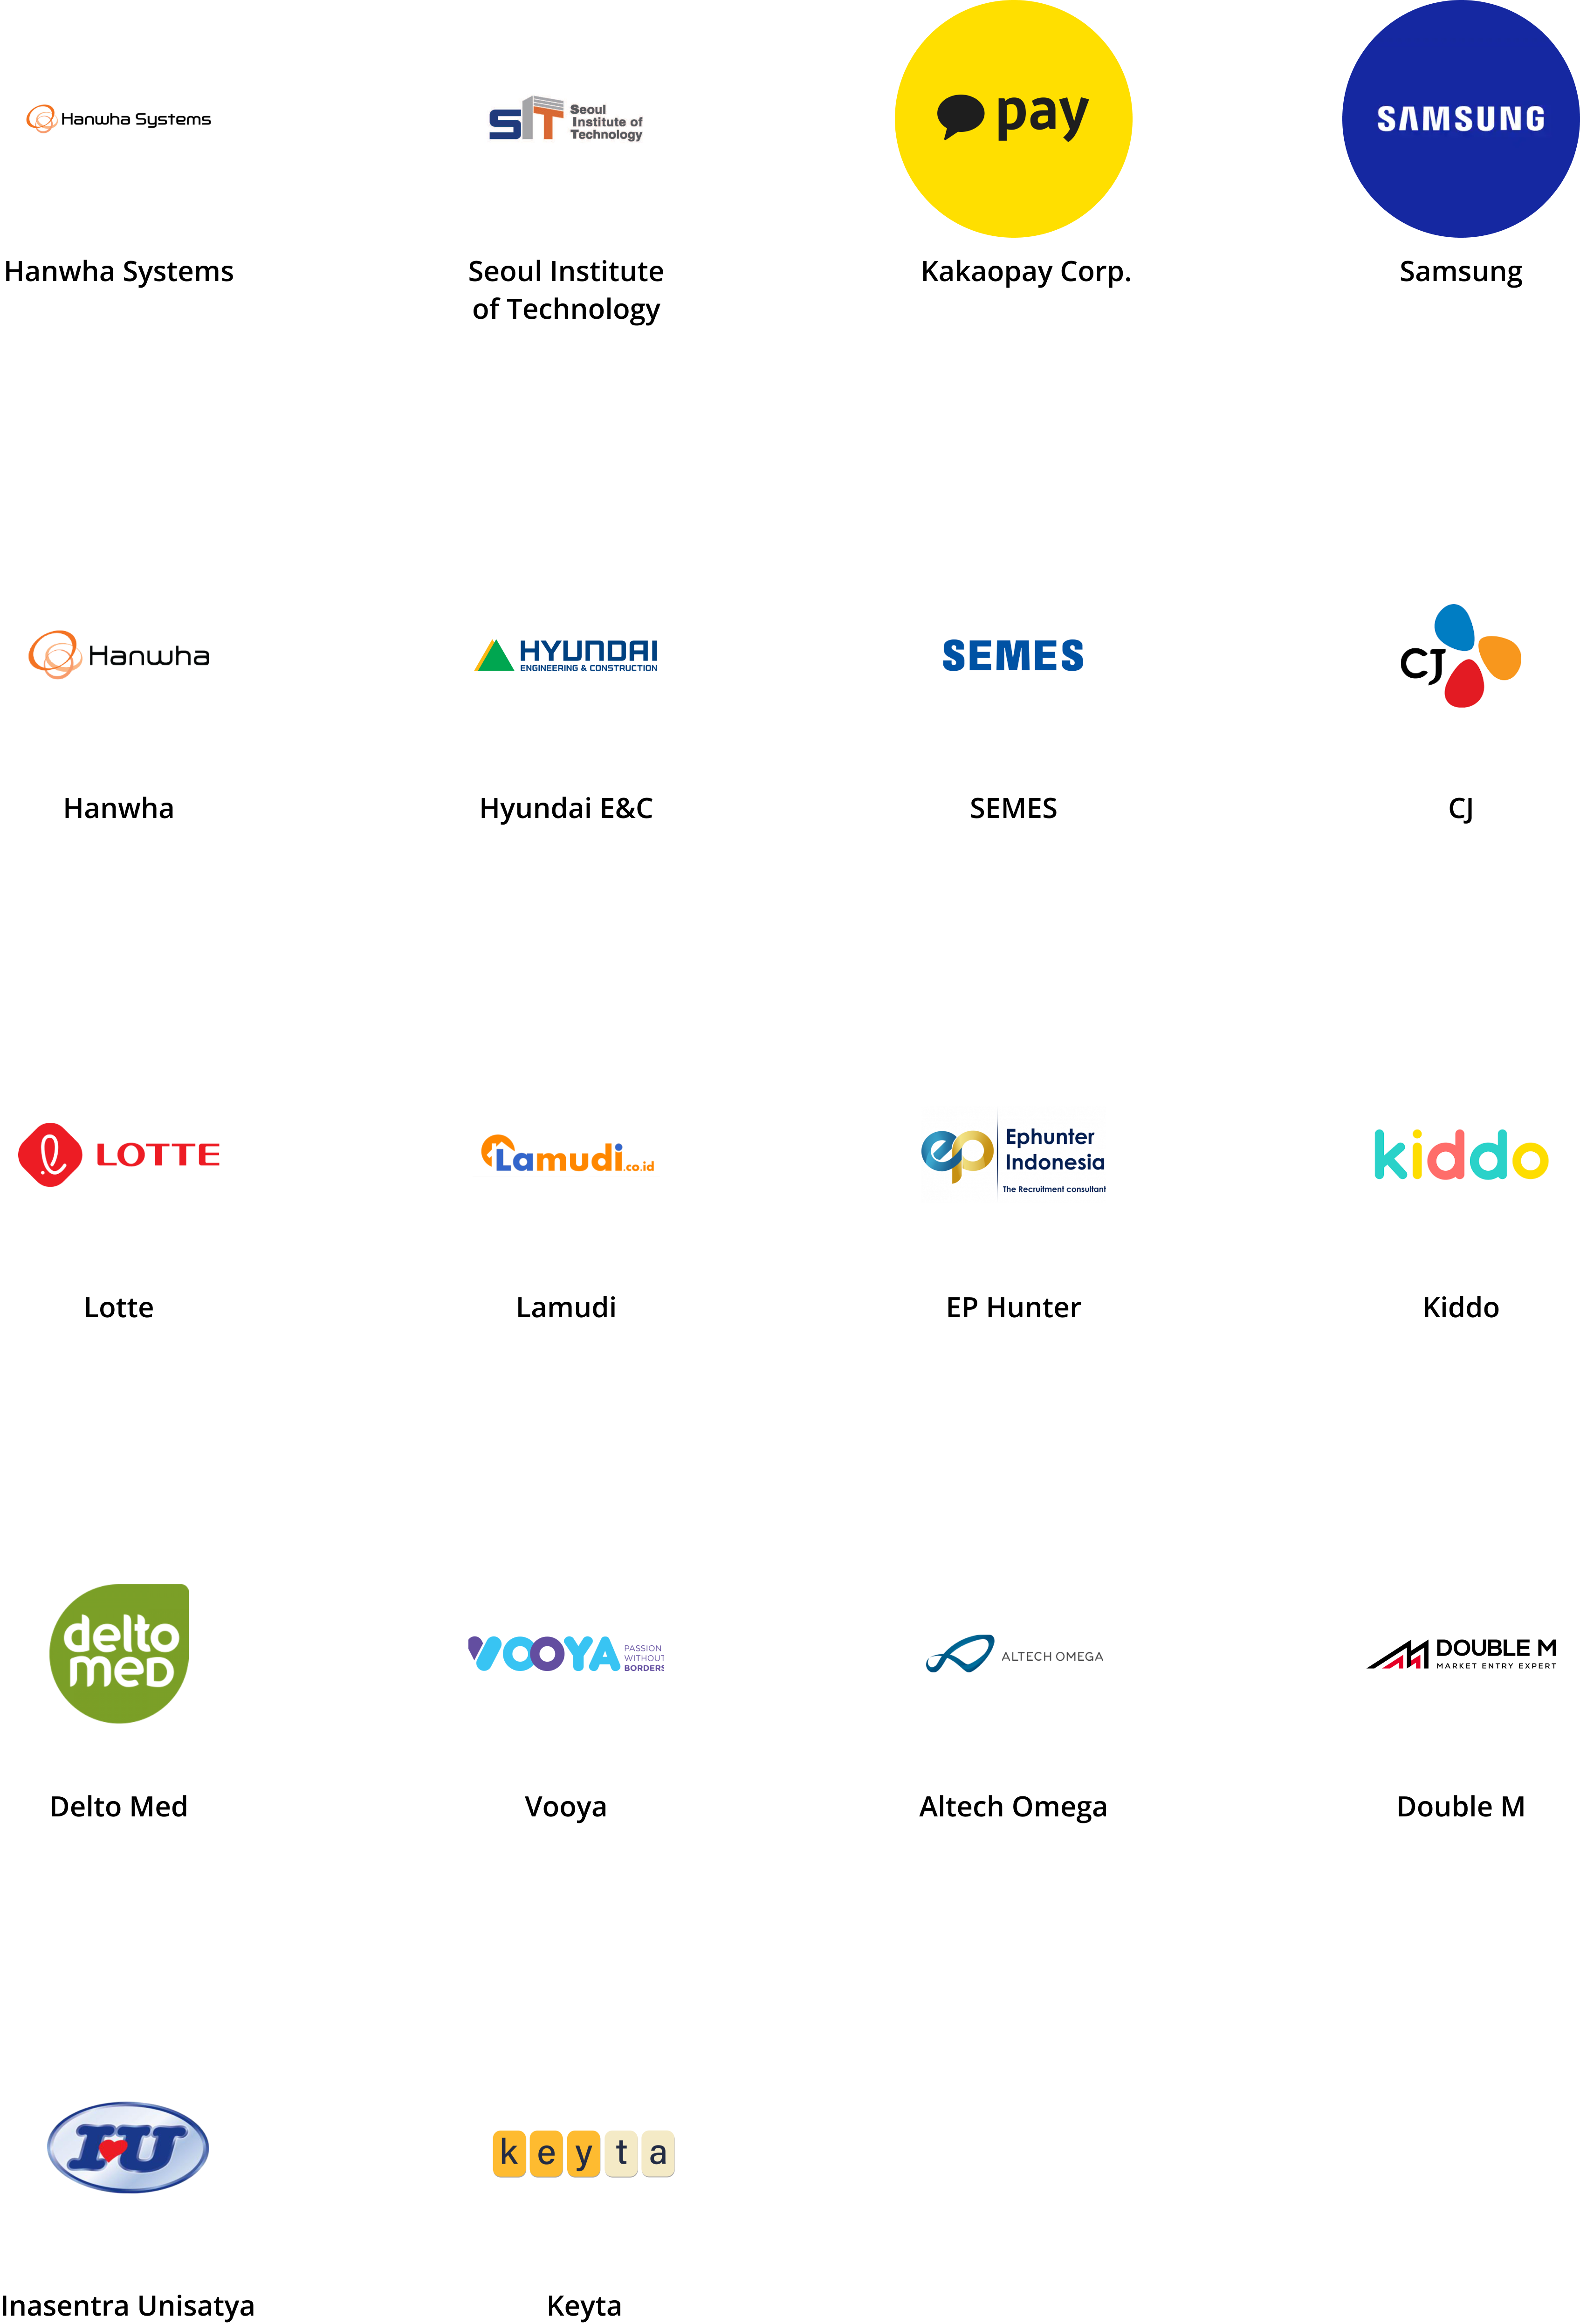 Hanwha Systems
SIT Seoul
Institute of
Technology
pay
SAMSUNG
Hanwha Systems
Seoul Institute
of Technology
Kakaopay Corp.
Samsung
Hanwha
HYUNDAI
ENGINEERING & CONSTRUCTION
SEMES
CJ
Hanwha
Hyundai E&C
SEMES
CJ
LOTTE
Lamudi.co.id
ep
Ephunter
Indonesia
The Recruitment consultant
kiddo
Lotte
Lamudi
EP Hunter
Kiddo
delto
med
VOOYA
PASSION
WITHOUT
BORDERS
ALTECH OMEGA
DOUBLE M
MARKET ENTRY EXPERT
Delto Med
Vooya
Altech Omega
Double M
IU
keyta
Inasentra Unisatya
Keyta